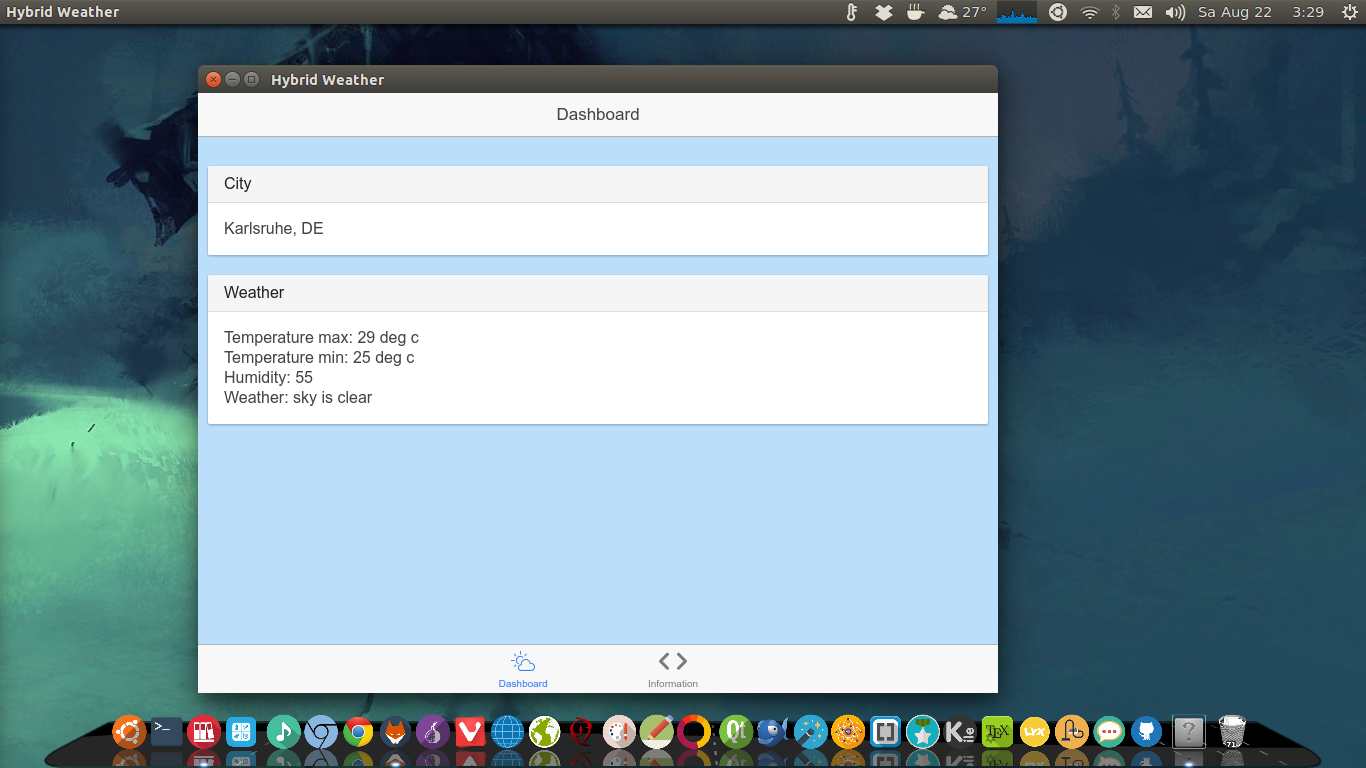 Hybrid Weather
27°
Sa Aug 22 3:29
Hybrid Weather
Dashboard
City
Karlsruhe, DE
Weather
Temperature max: 29 deg c
Temperature min: 25 deg c
Humidity: 55
Weather: sky is clear
Dashboard
Information